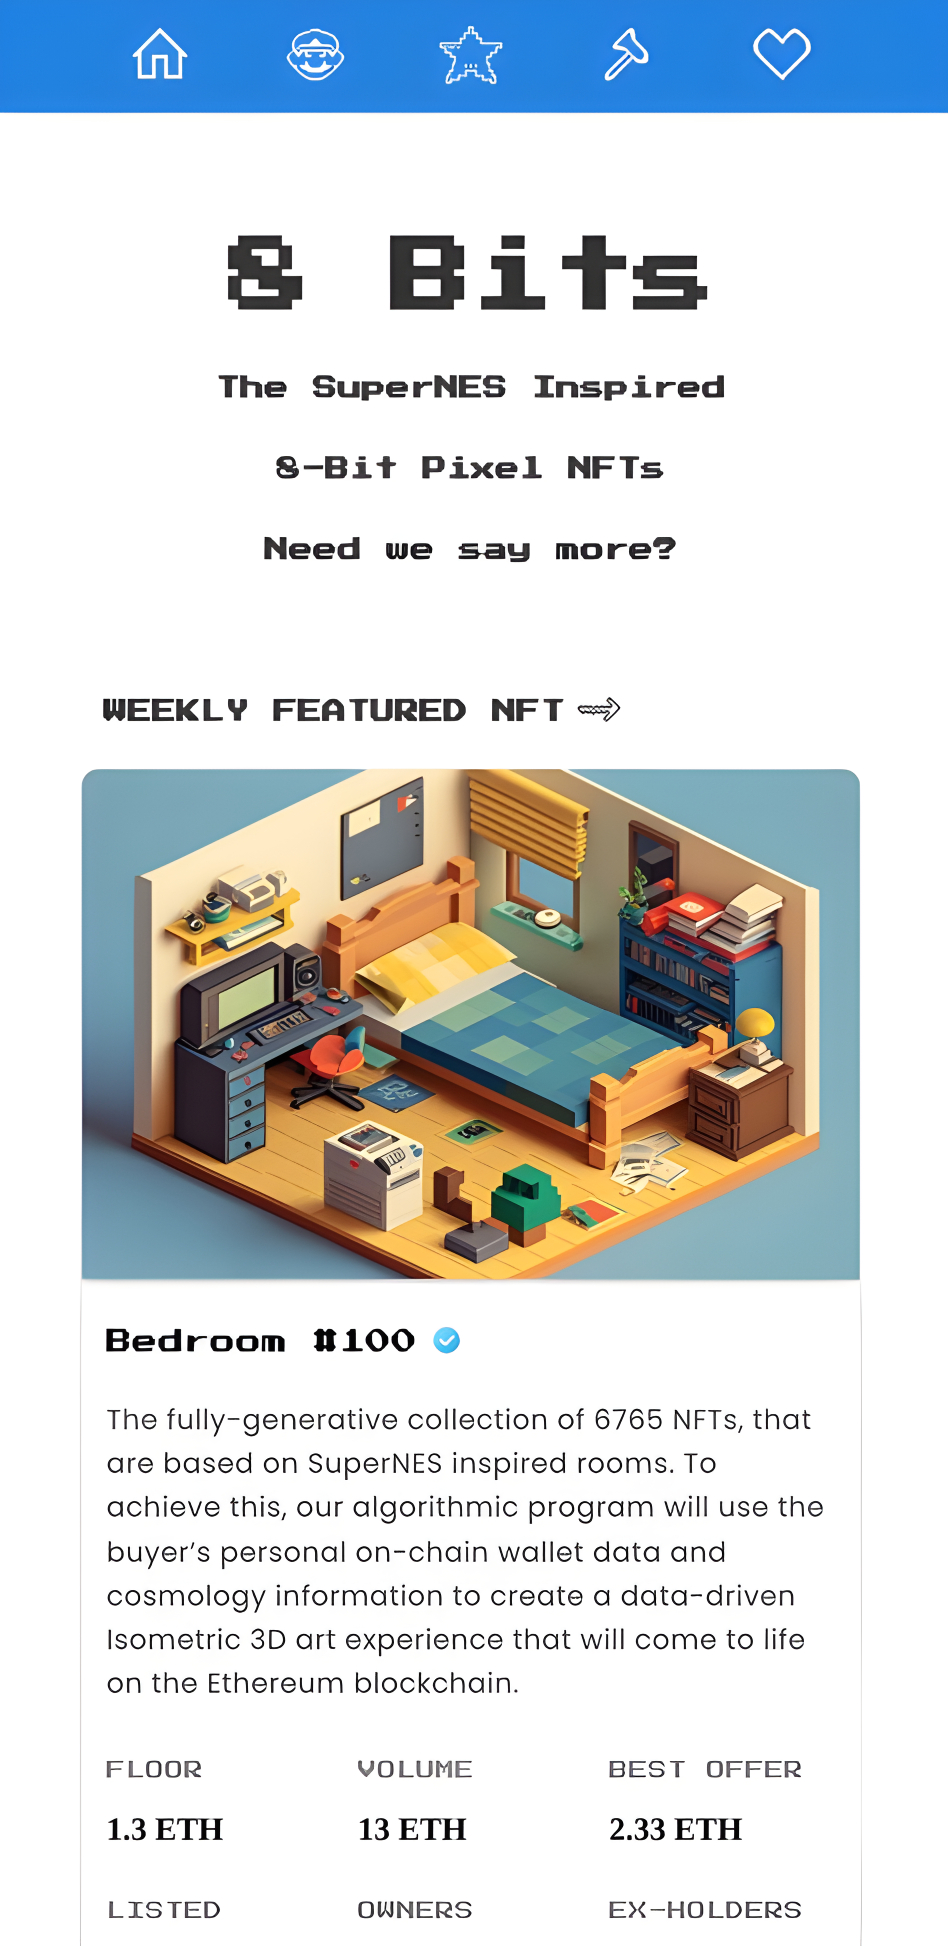 8 Bits
The SuperNES Inspired
8-Bit Pixel NFTs
Need we say more?
WEEKLY FEATURED NFT
Bedroom #100
The fully-generative collection of 6765 NFTs, that
are based on SuperNES inspired rooms. To
achieve this, our algorithmic program will use the
buyer's personal on-chain wallet data and
cosmology information to create a data-driven
Isometric 3D art experience that will come to life
on the Ethereum blockchain.
FLOOR VOLUME BEST OFFER
1.3 ETH 13 ETH 2.33 ETH
LISTED OWNERS EX-HOLDERS